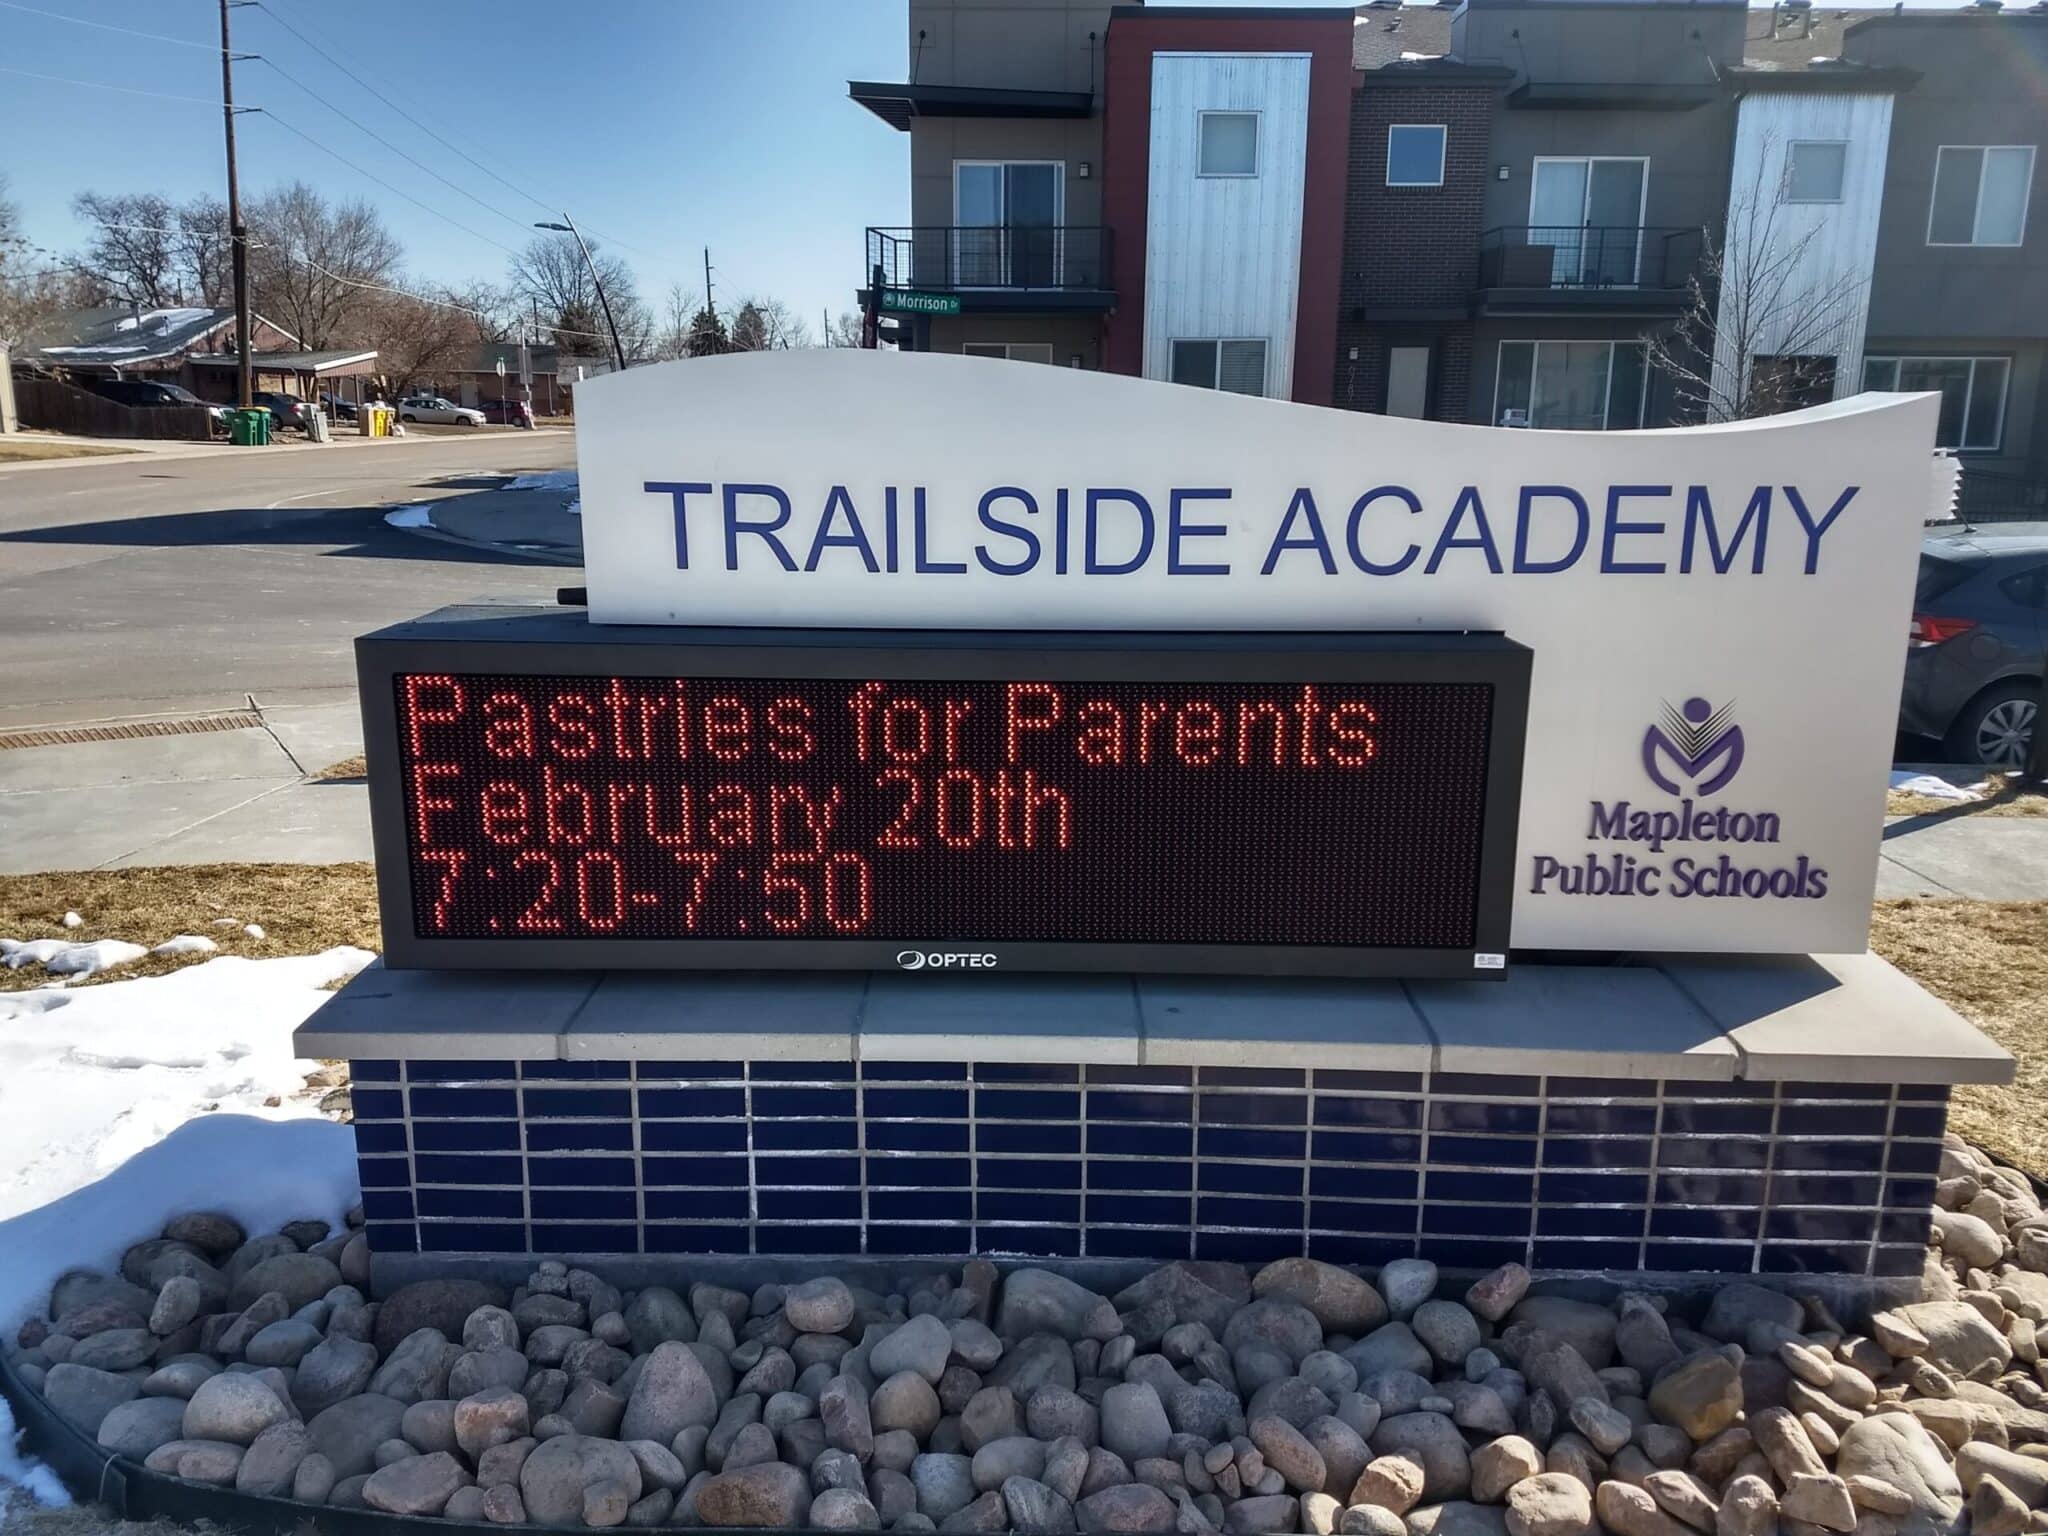 Morrison Dr
TRAILSIDE ACADEMY
Pastries for Parents
February 20th
7:20-7:50
OPTEC
Mapleton
Public Schools